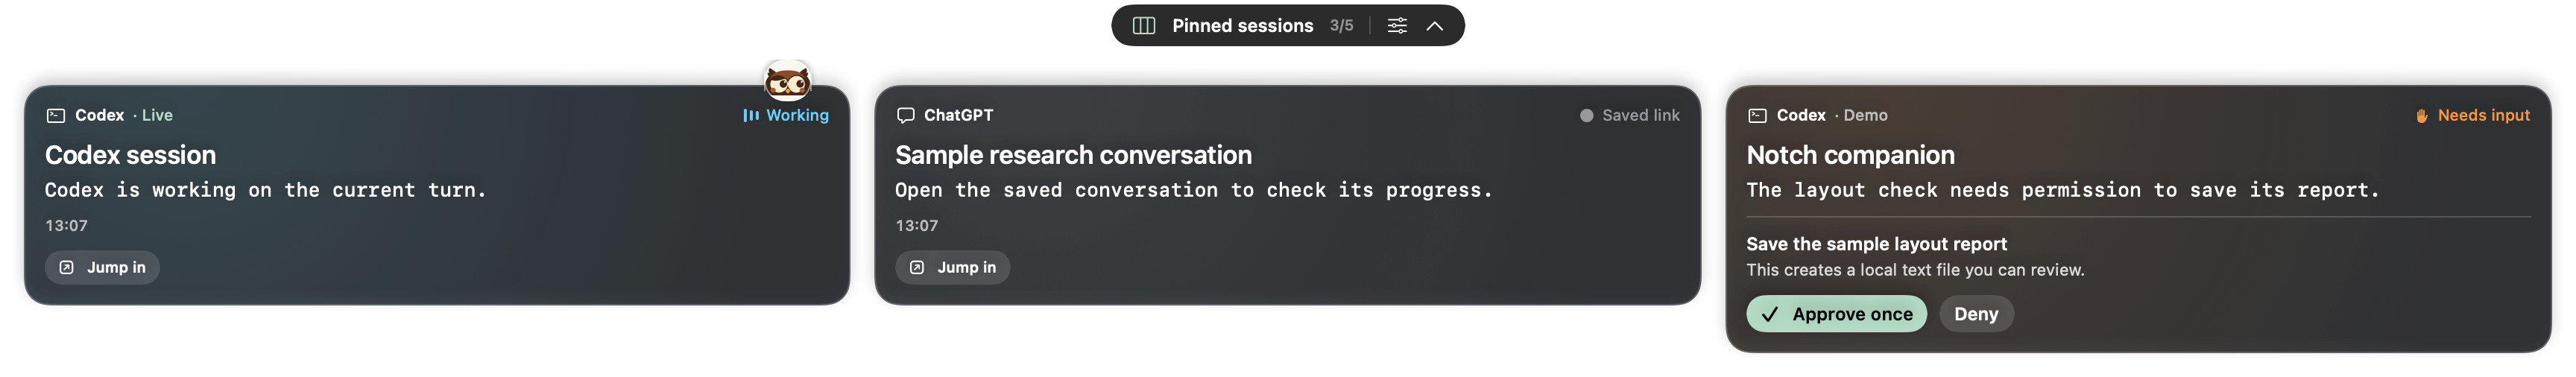 Pinned sessions 3/5
Codex · Live
Working
Codex session
Codex is working on the current turn.
13:07
Jump in
ChatGPT
Saved link
Sample research conversation
Open the saved conversation to check its progress.
13:07
Jump in
Codex · Demo
Needs input
Notch companion
The layout check needs permission to save its report.
Save the sample layout report
This creates a local text file you can review.
Approve once
Deny